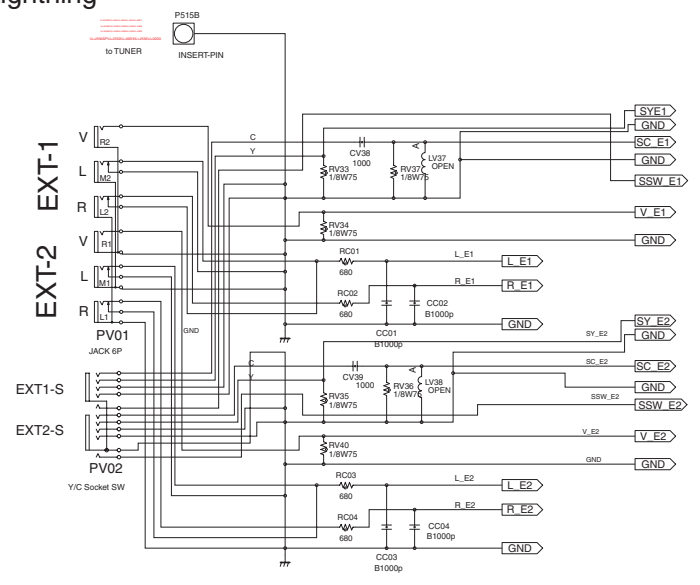 ightning
P515B
to TUNER
INSERT-PIN
EXT-1
EXT-2
V
R2
L
M2
R
L2
V
R1
L
M1
R
L1
PV01
JACK 6P
GND
C
Y
CV38
1000
RV33
1/8W75
RV37
1/8W75
A
LV37
OPEN
RV34
1/8W75
RC01
680
RC02
680
CC01
B1000p
CC02
B1000p
L_E1
R_E1
SYE1
GND
SC_E1
GND
SSW_E1
V_E1
GND
L_E1
R_E1
GND
EXT1-S
EXT2-S
PV02
Y/C Socket SW
C
Y
CV39
1000
RV35
1/8W75
RV36
1/8W75
A
LV38
OPEN
RV40
1/8W75
RC03
680
RC04
680
CC03
B1000p
CC04
B1000p
SY_E2
SC_E2
SSW_E2
V_E2
GND
L_E2
R_E2
SY_E2
GND
SC_E2
GND
SSW_E2
V_E2
GND
L_E2
R_E2
GND